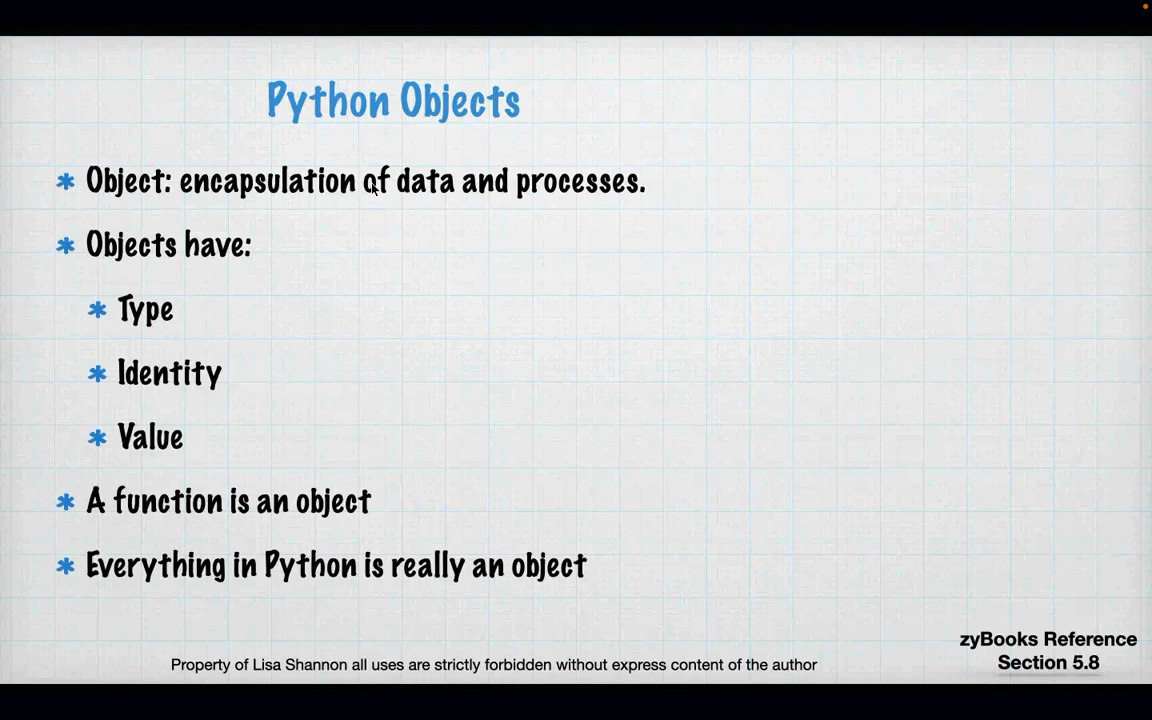 Python Objects
Object: encapsulation of data and processes.
Objects have:
Type
Identity
Value
A function is an object
Everything in Python is really an object
zyBooks Reference
Section 5.8
Property of Lisa Shannon all uses are strictly forbidden without express content of the author